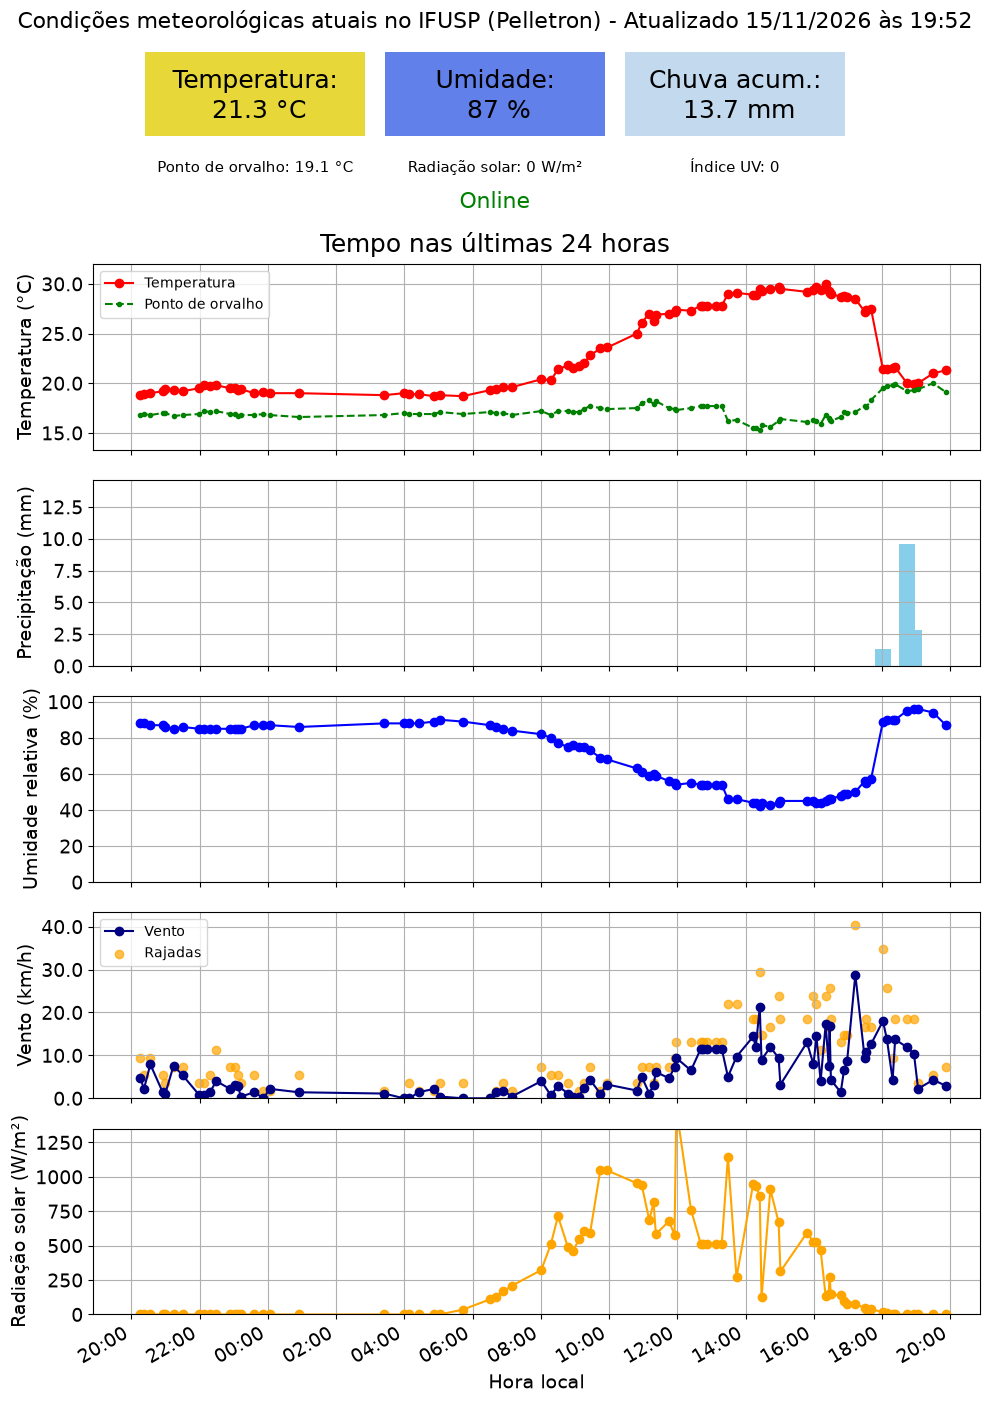 Condições meteorológicas atuais no IFUSP (Pelletron) - Atualizado 15/11/2026 às 19:52
Temperatura:
21.3 °C
Umidade:
87 %
Chuva acum.:
13.7 mm
Ponto de orvalho: 19.1 °C
Radiação solar: 0 W/m²
Índice UV: 0
Online
Tempo nas últimas 24 horas
Temperatura (°C)
30.0
25.0
20.0
15.0
Temperatura
Ponto de orvalho
Precipitação (mm)
12.5
10.0
7.5
5.0
2.5
0.0
Umidade relativa (%)
100
80
60
40
20
0
Vento (km/h)
40.0
30.0
20.0
10.0
0.0
Vento
Rajadas
Radiação solar (W/m²)
1250
1000
750
500
250
0
20:00 22:00 00:00 02:00 04:00 06:00 08:00 10:00 12:00 14:00 16:00 18:00 20:00
Hora local